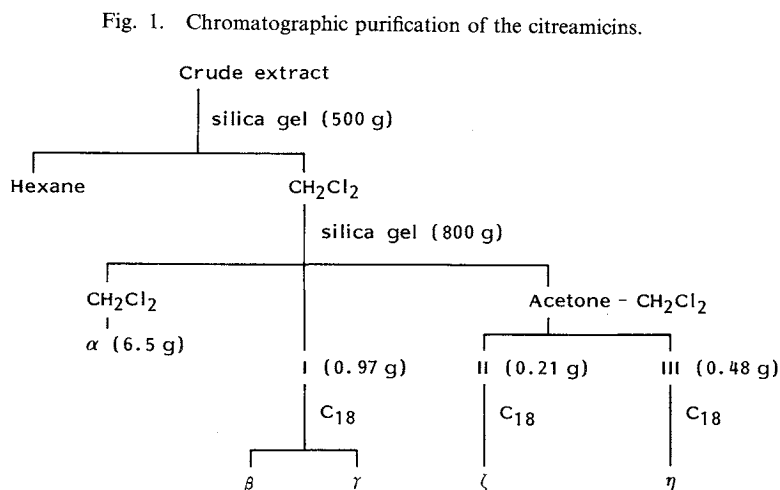 Fig. 1. Chromatographic purification of the citreamicins.
Crude extract
silica gel (500 g)
Hexane CH2Cl2
silica gel (800 g)
CH2Cl2 Acetone - CH2Cl2
α (6.5 g)
I (0.97 g) II (0.21 g) III (0.48 g)
C18 C18 C18
β γ ζ η